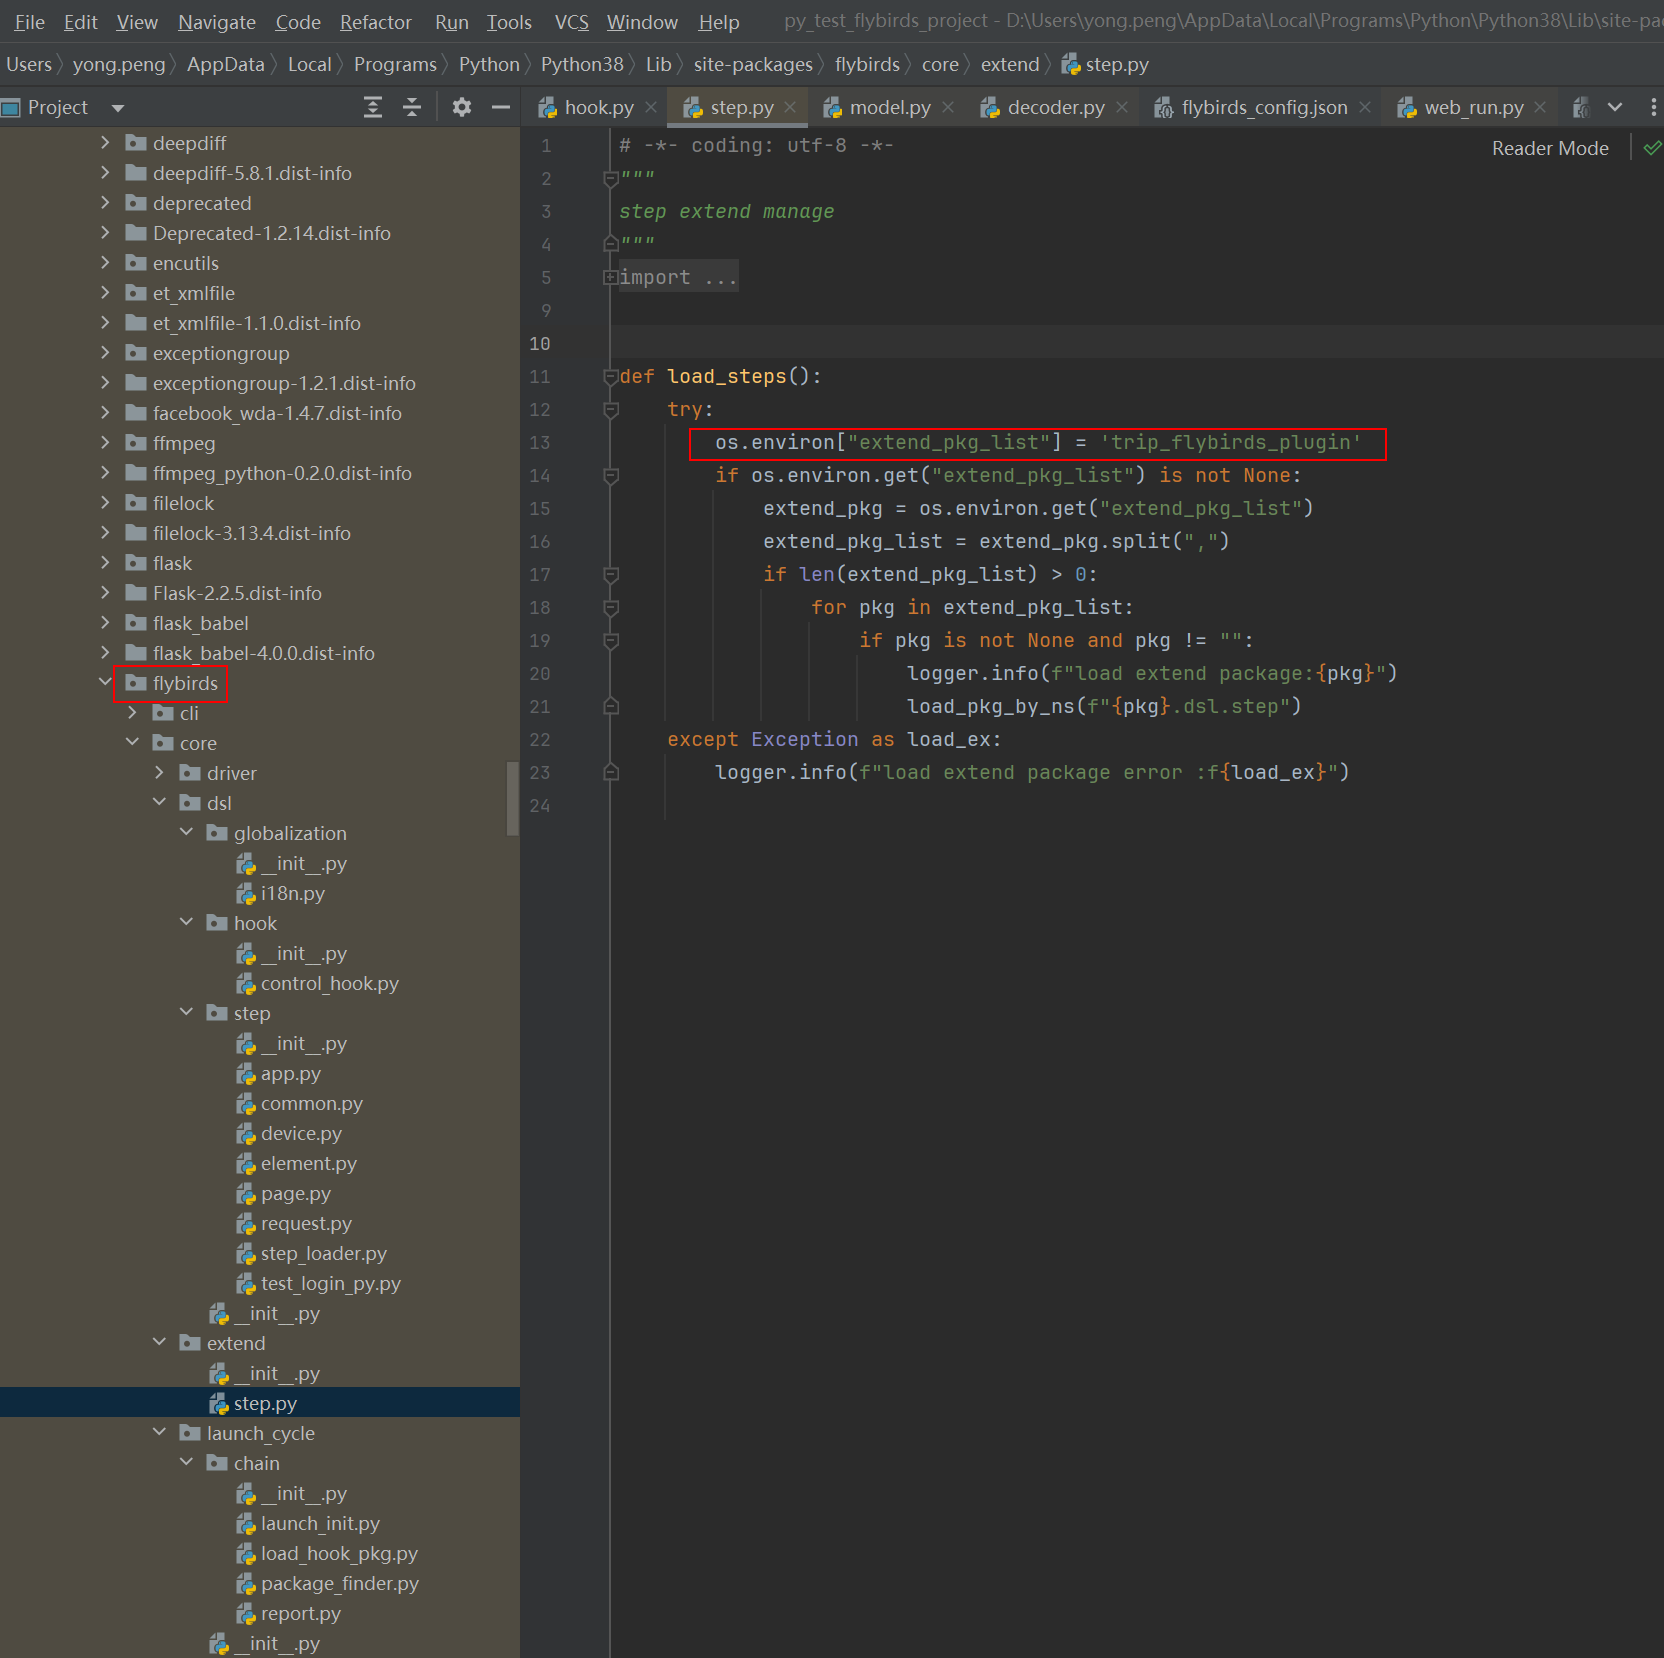 File Edit View Navigate Code Refactor Run Tools VCS Window Help py_test_flybirds_project - D:\Users\yong.peng\AppData\Local\Programs\Python\Python38\Lib\site-pac
Users yong.peng AppData Local Programs Python Python38 Lib site-packages flybirds core extend step.py
Project
hook.py step.py model.py decoder.py flybirds_config.json web_run.py
Reader Mode
deepdiff
deepdiff-5.8.1.dist-info
deprecated
Deprecated-1.2.14.dist-info
encutils
et_xmlfile
et_xmlfile-1.1.0.dist-info
exceptiongroup
exceptiongroup-1.2.1.dist-info
facebook_wda-1.4.7.dist-info
ffmpeg
ffmpeg_python-0.2.0.dist-info
filelock
filelock-3.13.4.dist-info
flask
Flask-2.2.5.dist-info
flask_babel
flask_babel-4.0.0.dist-info
flybirds
cli
core
driver
dsl
globalization
__init__.py
i18n.py
hook
__init__.py
control_hook.py
step
__init__.py
app.py
common.py
device.py
element.py
page.py
request.py
step_loader.py
test_login_py.py
__init__.py
extend
__init__.py
step.py
launch_cycle
chain
__init__.py
launch_init.py
load_hook_pkg.py
package_finder.py
report.py
__init__.py
1 # -*- coding: utf-8 -*-
2 """
3 step extend manage
4 """
5 import ...
9
10
11 def load_steps():
12 try:
13 os.environ["extend_pkg_list"] = 'trip_flybirds_plugin'
14 if os.environ.get("extend_pkg_list") is not None:
15 extend_pkg = os.environ.get("extend_pkg_list")
16 extend_pkg_list = extend_pkg.split(",")
17 if len(extend_pkg_list) > 0:
18 for pkg in extend_pkg_list:
19 if pkg is not None and pkg != "":
20 logger.info(f"load extend package:{pkg}")
21 load_pkg_by_ns(f"{pkg}.dsl.step")
22 except Exception as load_ex:
23 logger.info(f"load extend package error :f{load_ex}")
24